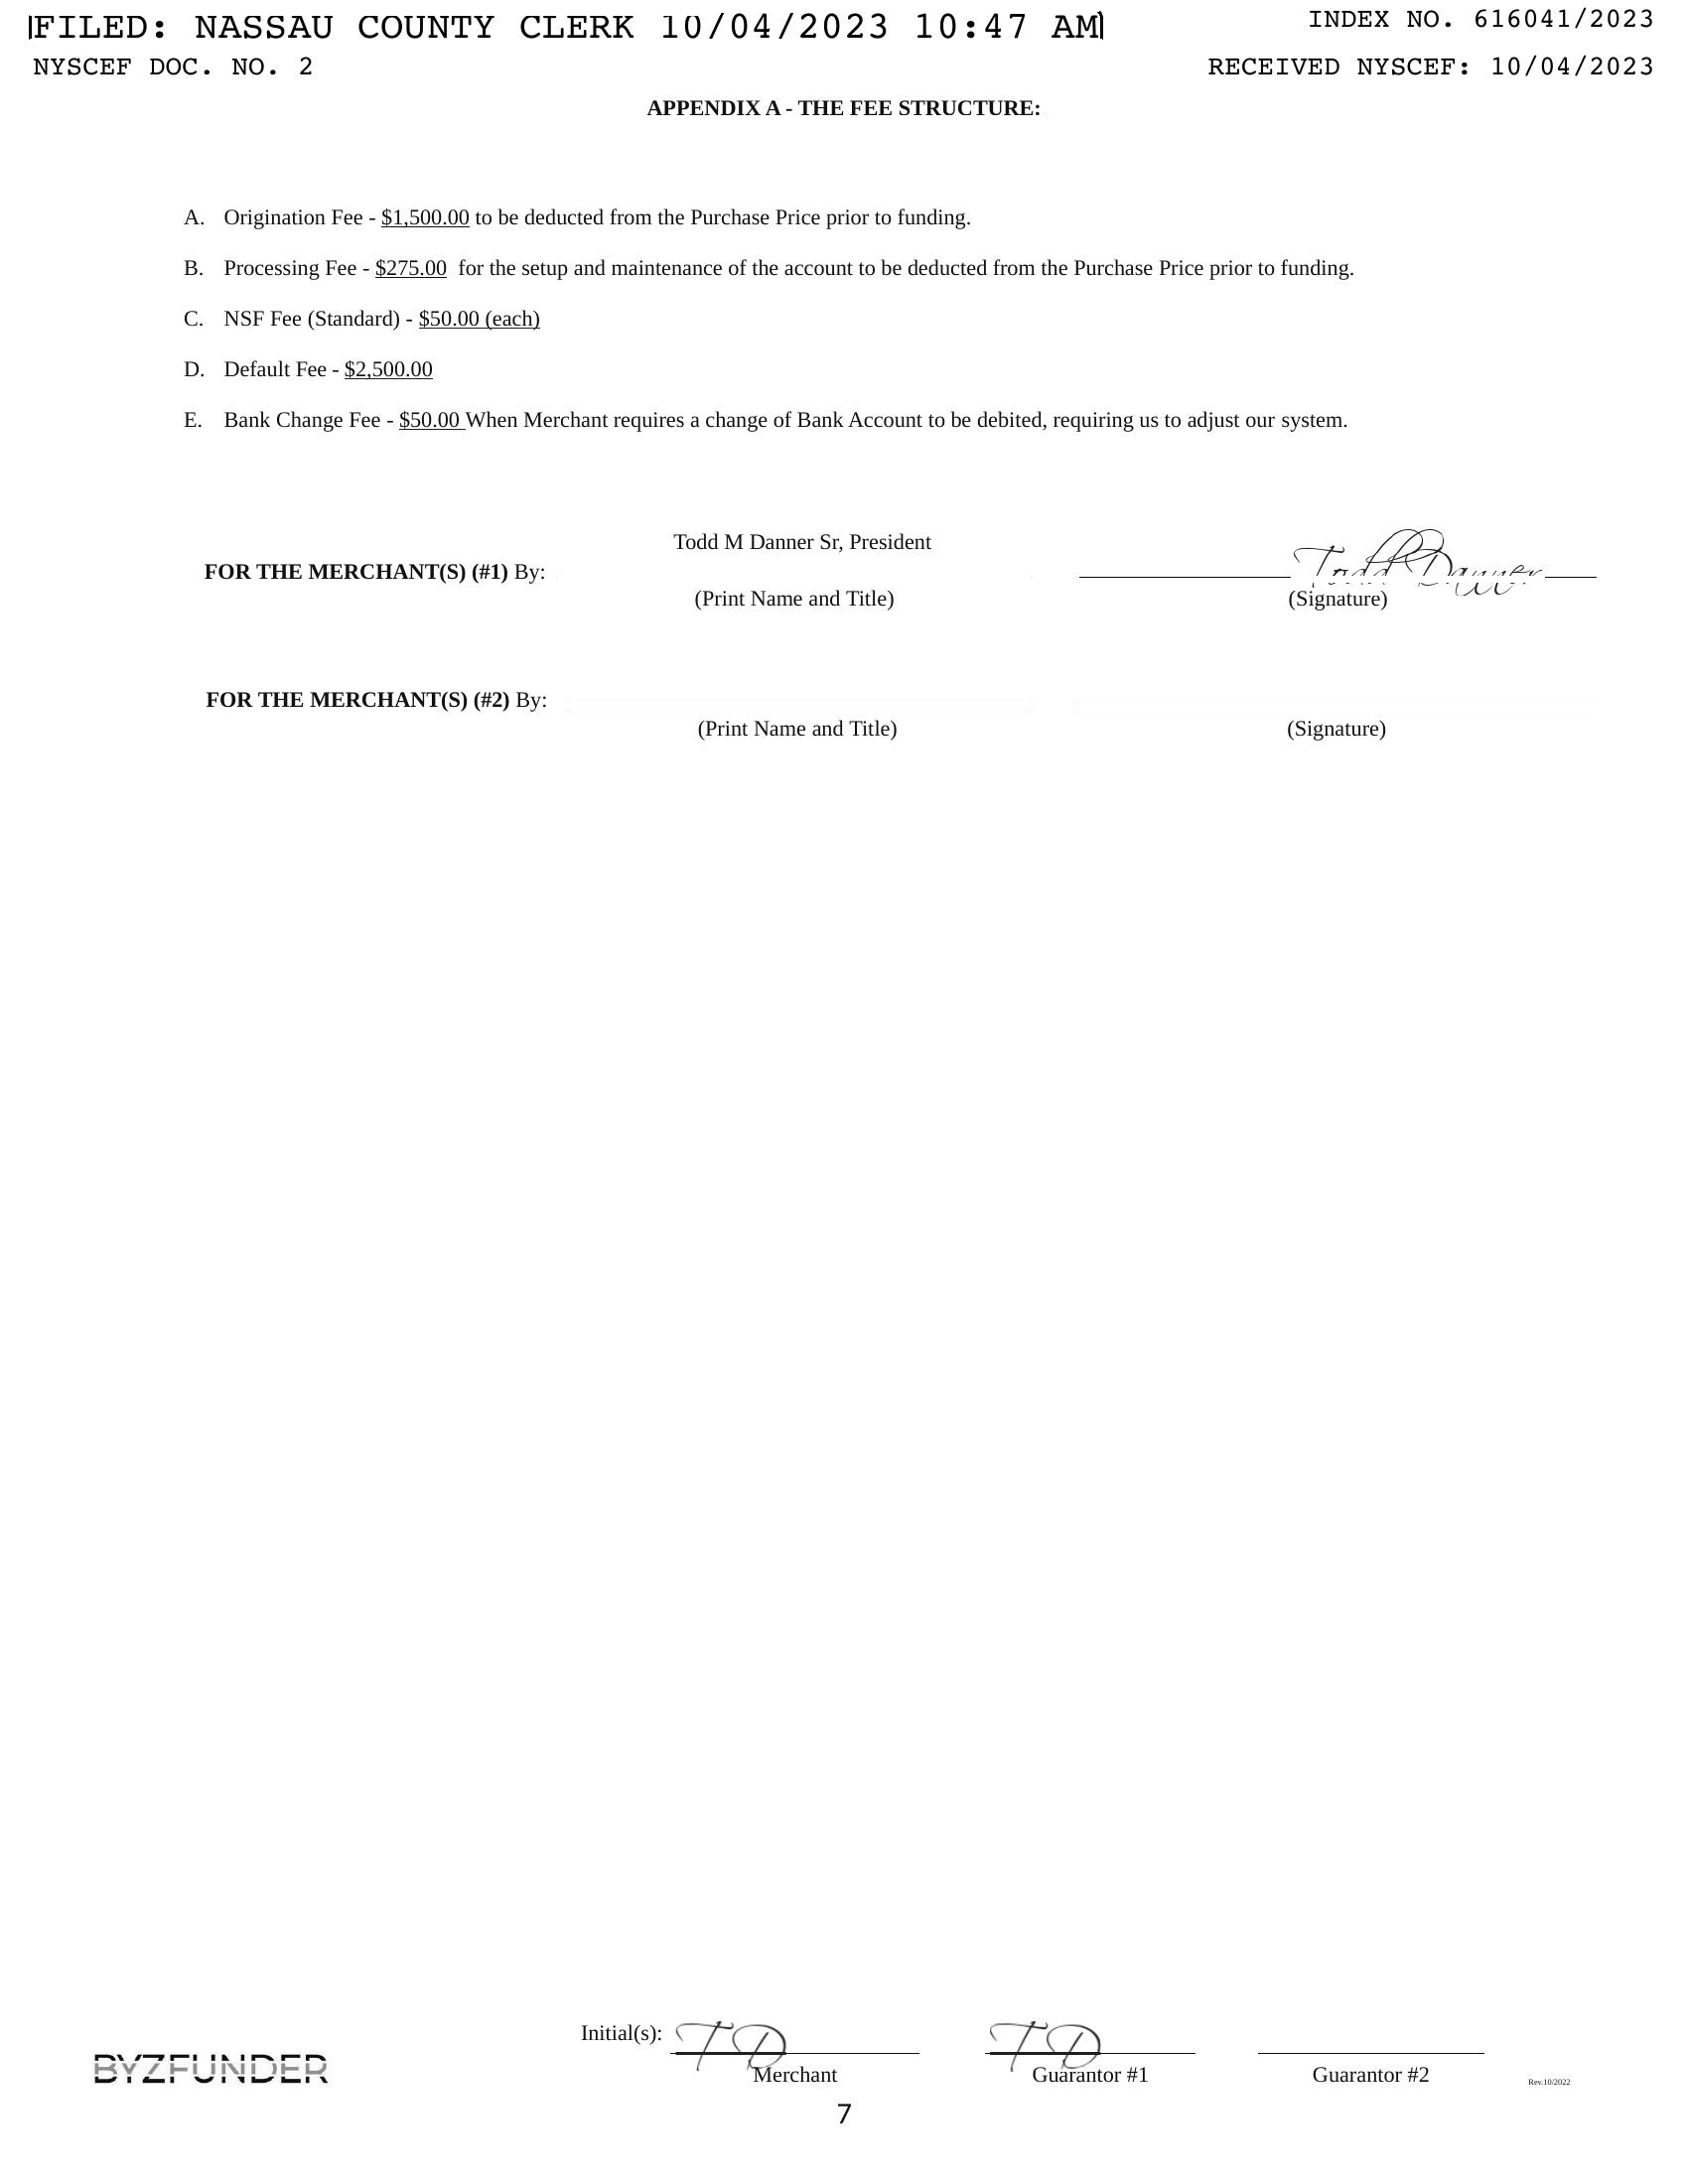 FILED: NASSAU COUNTY CLERK 10/04/2023 10:47 AM
INDEX NO. 616041/2023
NYSCEF DOC. NO. 2
RECEIVED NYSCEF: 10/04/2023
APPENDIX A - THE FEE STRUCTURE:
A. Origination Fee - $1,500.00 to be deducted from the Purchase Price prior to funding.
B. Processing Fee - $275.00 for the setup and maintenance of the account to be deducted from the Purchase Price prior to funding.
C. NSF Fee (Standard) - $50.00 (each)
D. Default Fee - $2,500.00
E. Bank Change Fee - $50.00 When Merchant requires a change of Bank Account to be debited, requiring us to adjust our system.
Todd M Danner Sr, President
FOR THE MERCHANT(S) (#1) By: Todd Danner
(Print Name and Title) (Signature)
FOR THE MERCHANT(S) (#2) By:
(Print Name and Title) (Signature)
Initial(s): TD TD
BYZFUNDER
Merchant Guarantor #1 Guarantor #2 Rev.10/2022
7